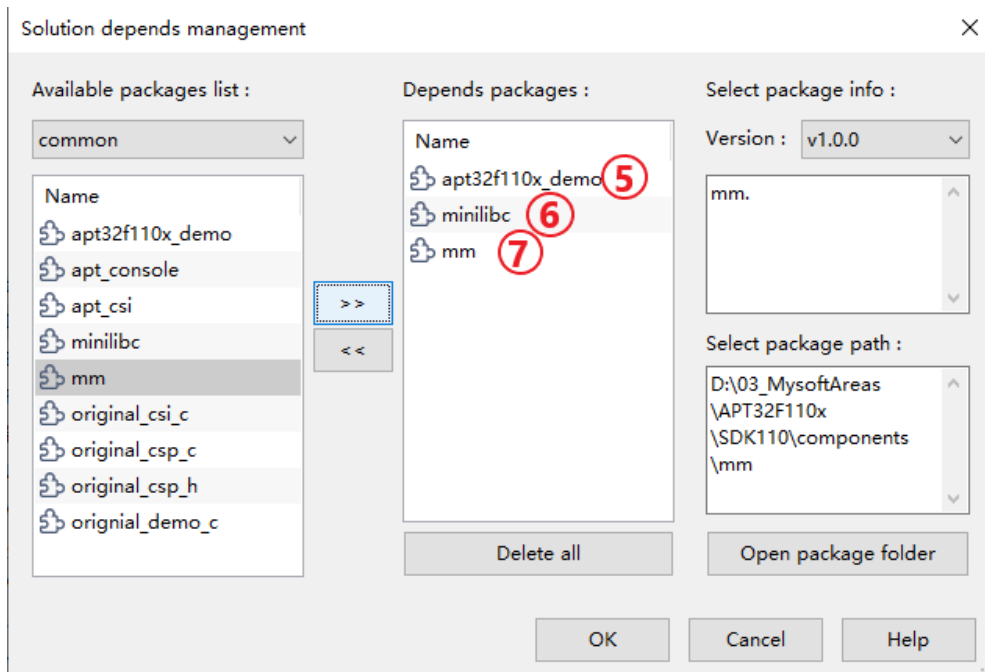 Solution depends management
Available packages list :
common
Name
apt32f110x_demo
apt_console
apt_csi
minilibc
mm
original_csi_c
original_csp_c
original_csp_h
orignial_demo_c
>>
<<
Depends packages :
Name
apt32f110x_demo ⑤
minilibc ⑥
mm ⑦
Delete all
Select package info :
Version : v1.0.0
mm.
Select package path :
D:\03_MysoftAreas
\APT32F110x
\SDK110\components
\mm
Open package folder
OK
Cancel
Help